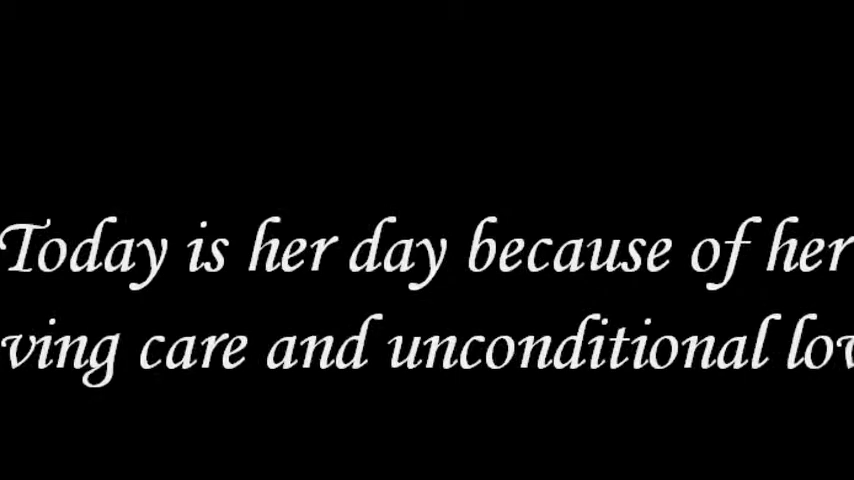 Today is her day because of her
ving care and unconditional lov